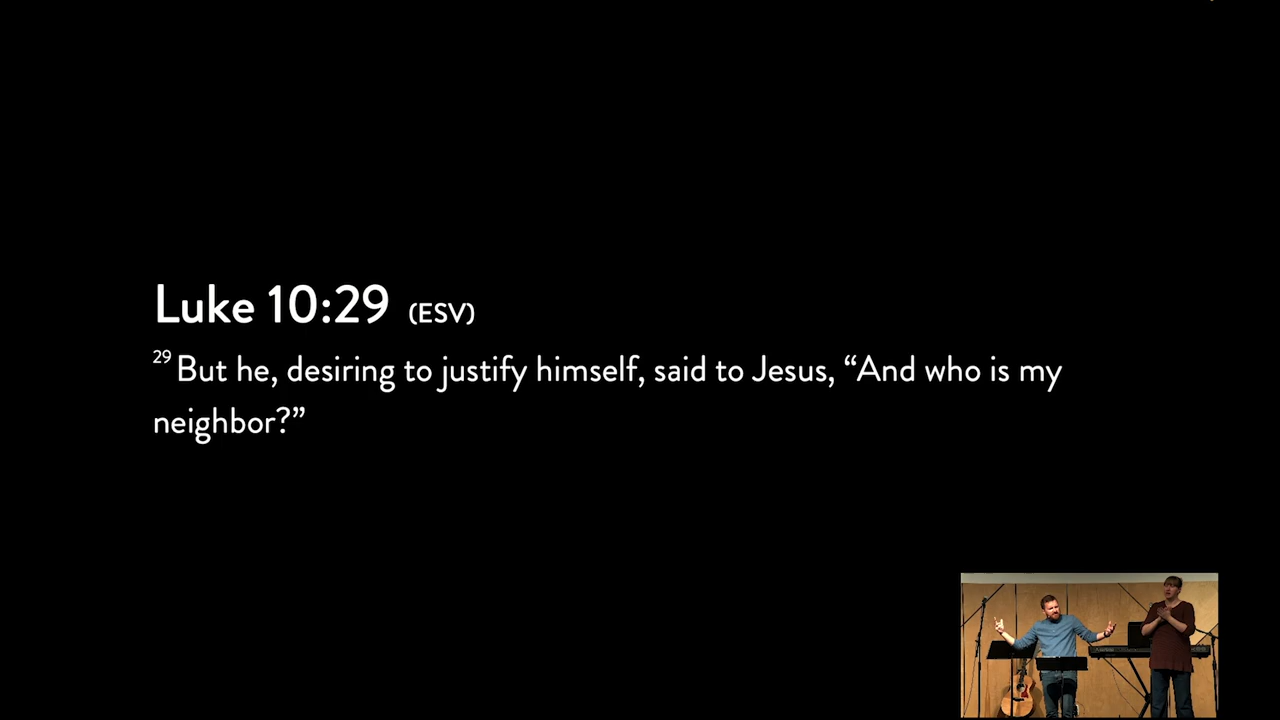 Luke 10:29 (ESV)
29 But he, desiring to justify himself, said to Jesus, “And who is my
neighbor?”